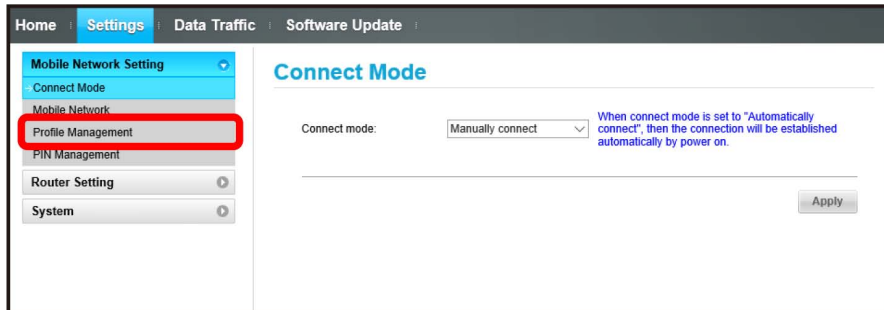 Home Settings Data Traffic Software Update
Mobile Network Setting
Connect Mode
Mobile Network
Profile Management
PIN Management
Router Setting
System
Connect Mode
Connect mode: Manually connect
When connect mode is set to "Automatically
connect", then the connection will be established
automatically by power on.
Apply